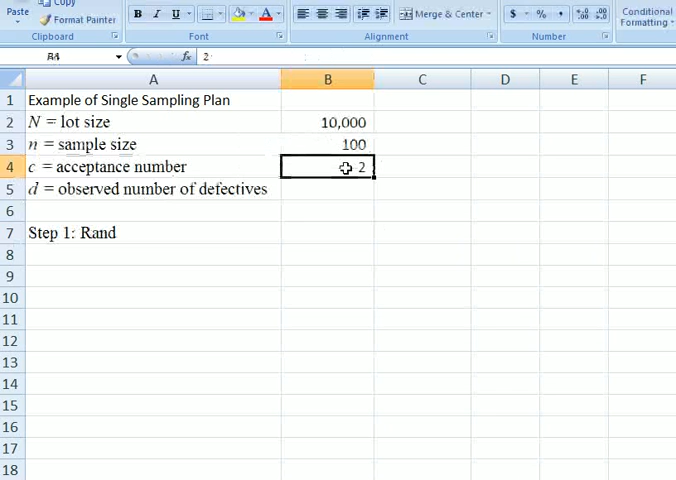 Copy
Paste
Format Painter
Clipboard
B I U A
Font
Alignment
Merge & Center
$ % ,
Number
Conditional
Formatting
B4 fx 2
A B C D E F
1 Example of Single Sampling Plan
2 N = lot size 10,000
3 n = sample size 100
4 c = acceptance number 2
5 d = observed number of defectives
6
7 Step 1: Rand
8
9
10
11
12
13
14
15
16
17
18